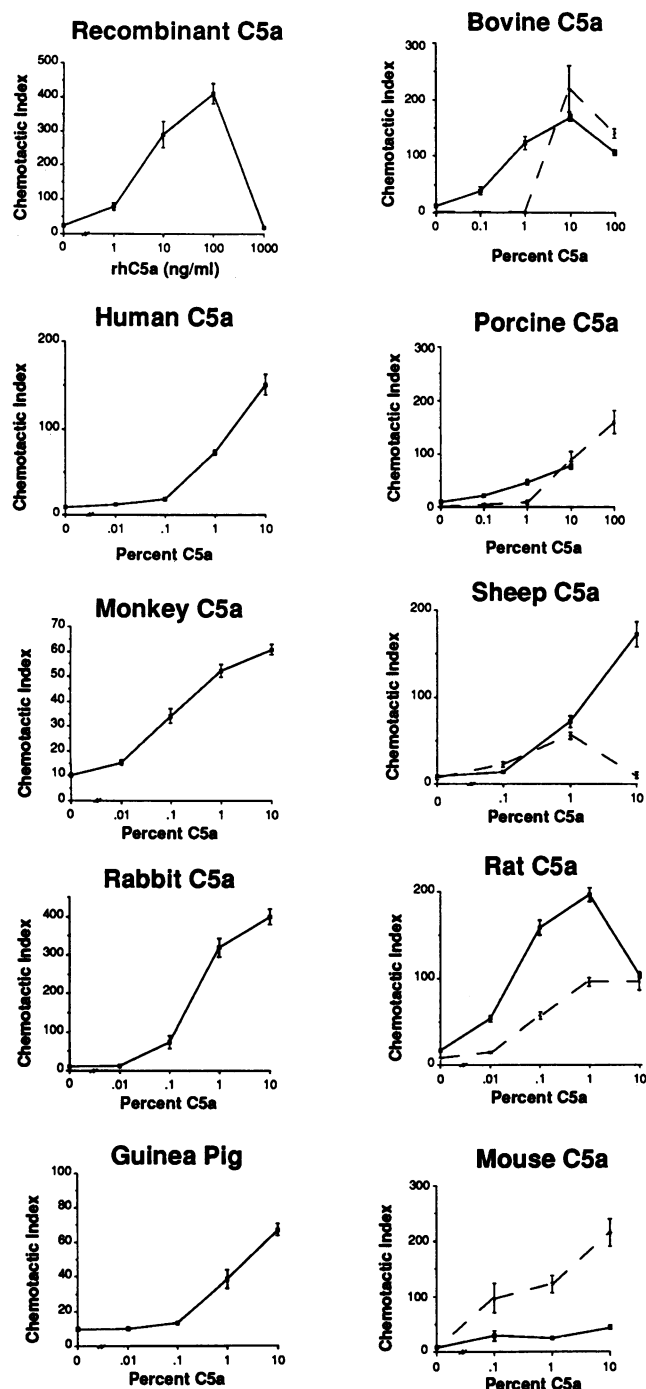 Recombinant C5a
Chemotactic Index
500
400
300
200
100
0
0 1 10 100 1000
rhC5a (ng/ml)
Bovine C5a
Chemotactic Index
300
200
100
0
0 0.1 1 10 100
Percent C5a
Human C5a
Chemotactic Index
200
100
0
0 .01 .1 1 10
Percent C5a
Porcine C5a
Chemotactic Index
300
200
100
0
0 0.1 1 10 100
Percent C5a
Monkey C5a
Chemotactic Index
70
60
50
40
30
20
10
0
0 .01 .1 1 10
Percent C5a
Sheep C5a
Chemotactic Index
200
100
0
0 .1 1 10
Percent C5a
Rabbit C5a
Chemotactic Index
400
300
200
100
0
0 .01 .1 1 10
Percent C5a
Rat C5a
Chemotactic Index
200
100
0
0 .01 .1 1 10
Percent C5a
Guinea Pig
Chemotactic Index
100
80
60
40
20
0
0 .01 .1 1 10
Percent C5a
Mouse C5a
Chemotactic Index
300
200
100
0
0 0.1 1 10
Percent C5a